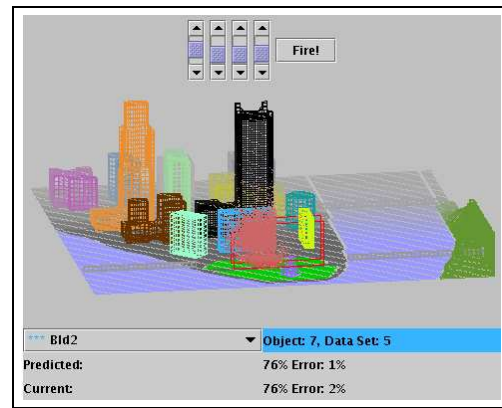 Fire!
*** Bld2 Object: 7, Data Set: 5
Predicted: 76% Error: 1%
Current: 76% Error: 2%